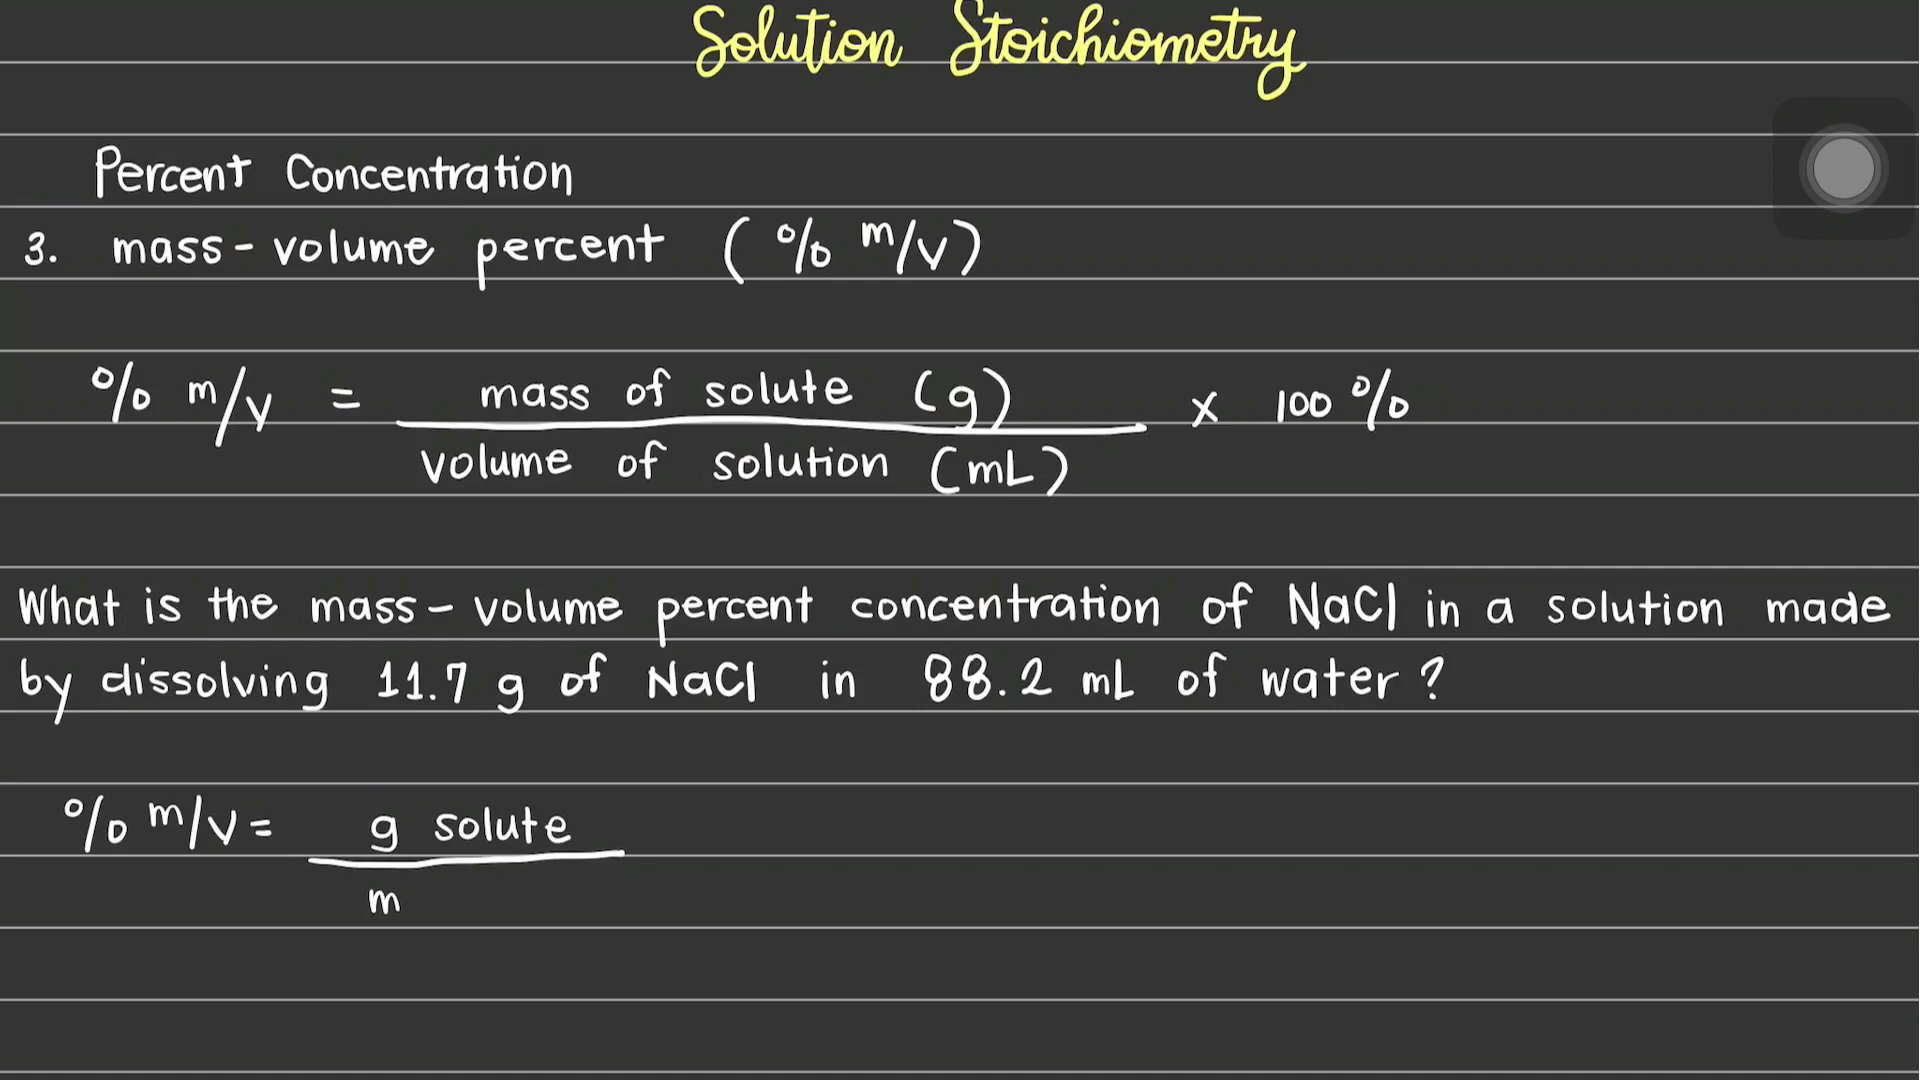 Solution Stoichiometry
Percent Concentration
3. mass-volume percent (% m/v)
% m/v = mass of solute (g) x 100 %
volume of solution (mL)
What is the mass-volume percent concentration of NaCl in a solution made
by dissolving 11.7 g of NaCl in 88.2 mL of water?
% m/v = g solute
m